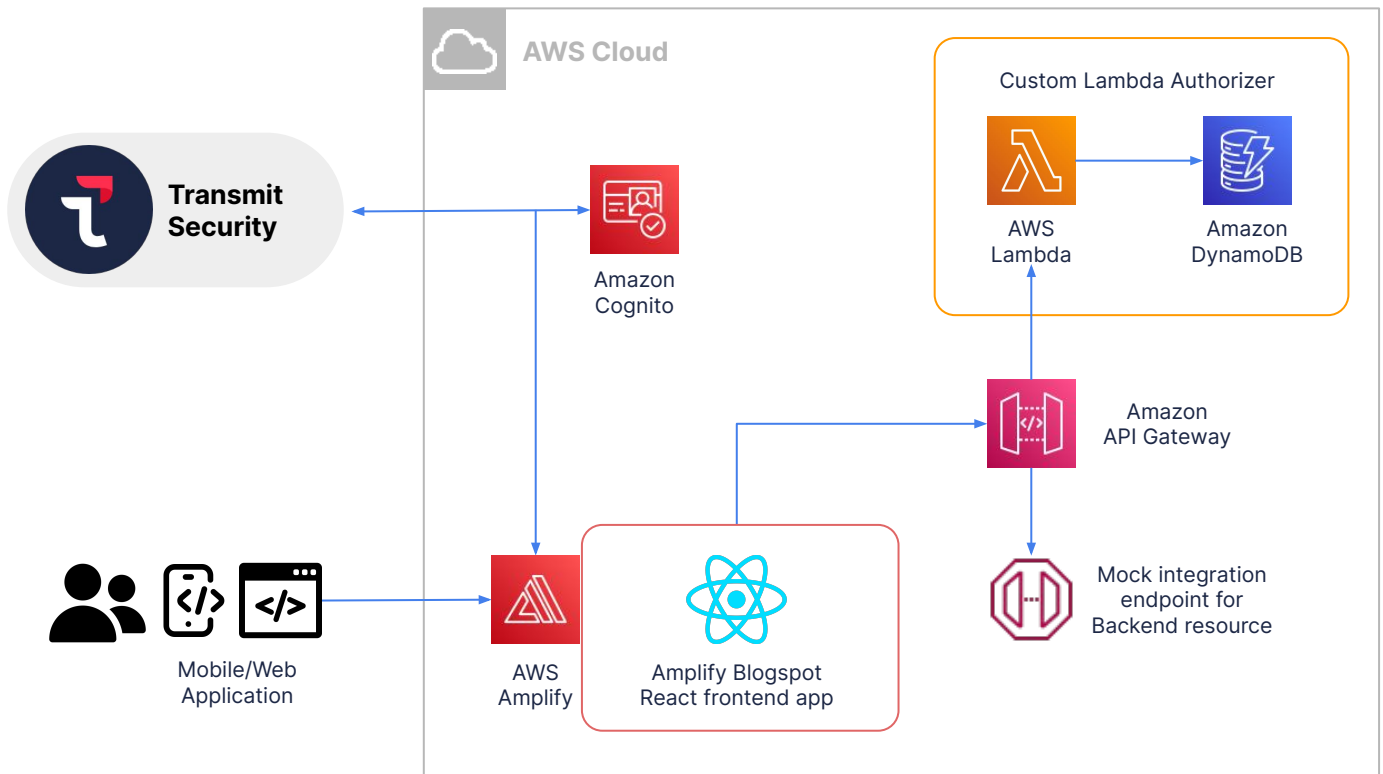 AWS Cloud
Custom Lambda Authorizer
Transmit
Security
AWS
Lambda
Amazon
DynamoDB
Amazon
Cognito
Amazon
API Gateway
</>
Mock integration
endpoint for
Backend resource
</>
</>
Mobile/Web
Application
AWS
Amplify
Amplify Blogspot
React frontend app